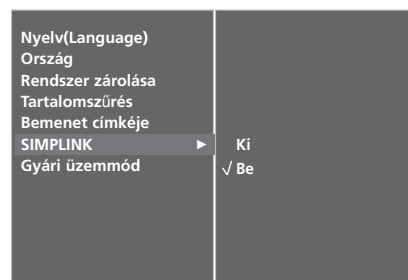 Nyelv(Language)
Ország
Rendszer zárolása
Tartalomszűrés
Bemenet címkéje
SIMPLINK ► Ki
Gyári üzemmód √ Be